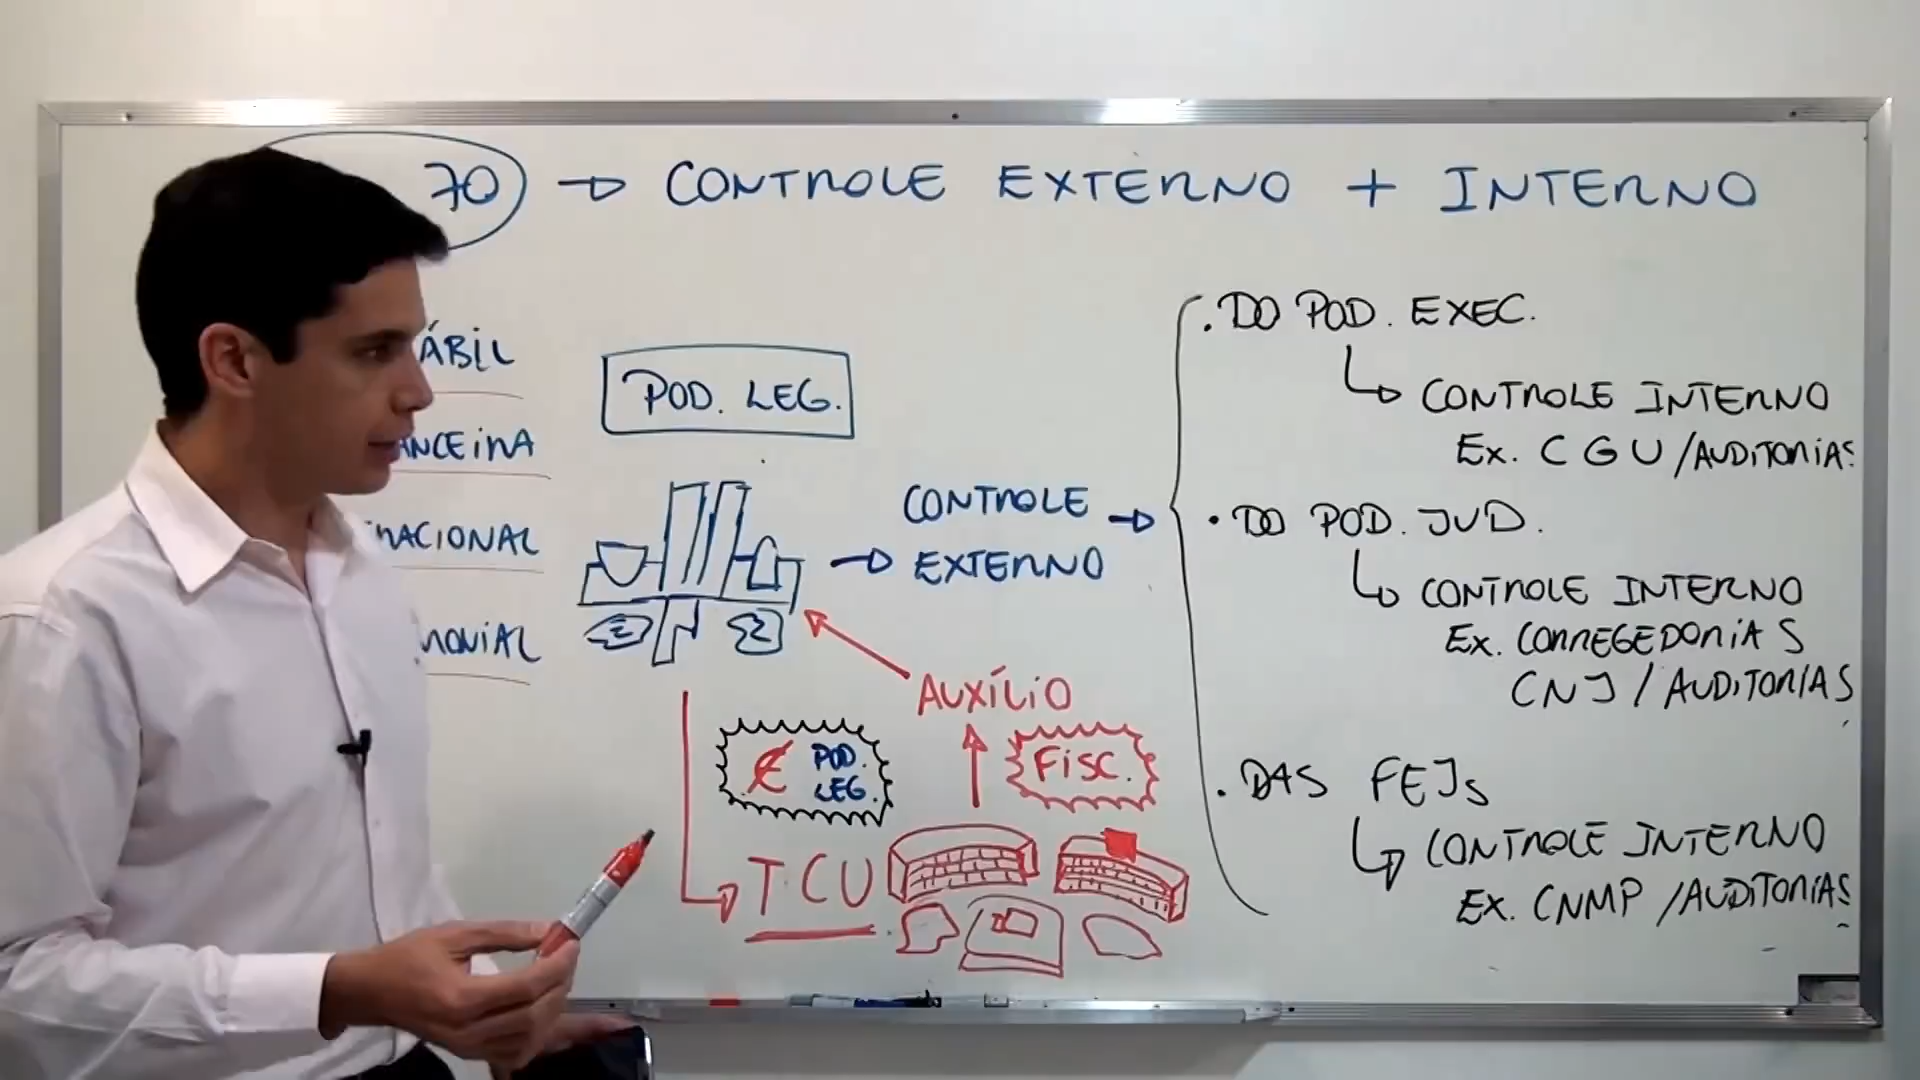 70 → CONTROLE EXTERNO + INTERNO
ÁBIL
ANCEIRA
NACIONAL
MONIAL
POD. LEG.
→ CONTROLE →
EXTERNO
AUXÍLIO
POD.
LEG.
FISC.
TCU
. DO POD. EXEC.
CONTROLE INTERNO
EX. CGU / AUDITORIAS
. DO POD. JUD.
CONTROLE INTERNO
EX. CORREGEDORIAS
CNJ / AUDITORIAS
. DAS FEJs
CONTROLE INTERNO
EX. CNMP / AUDITORIAS